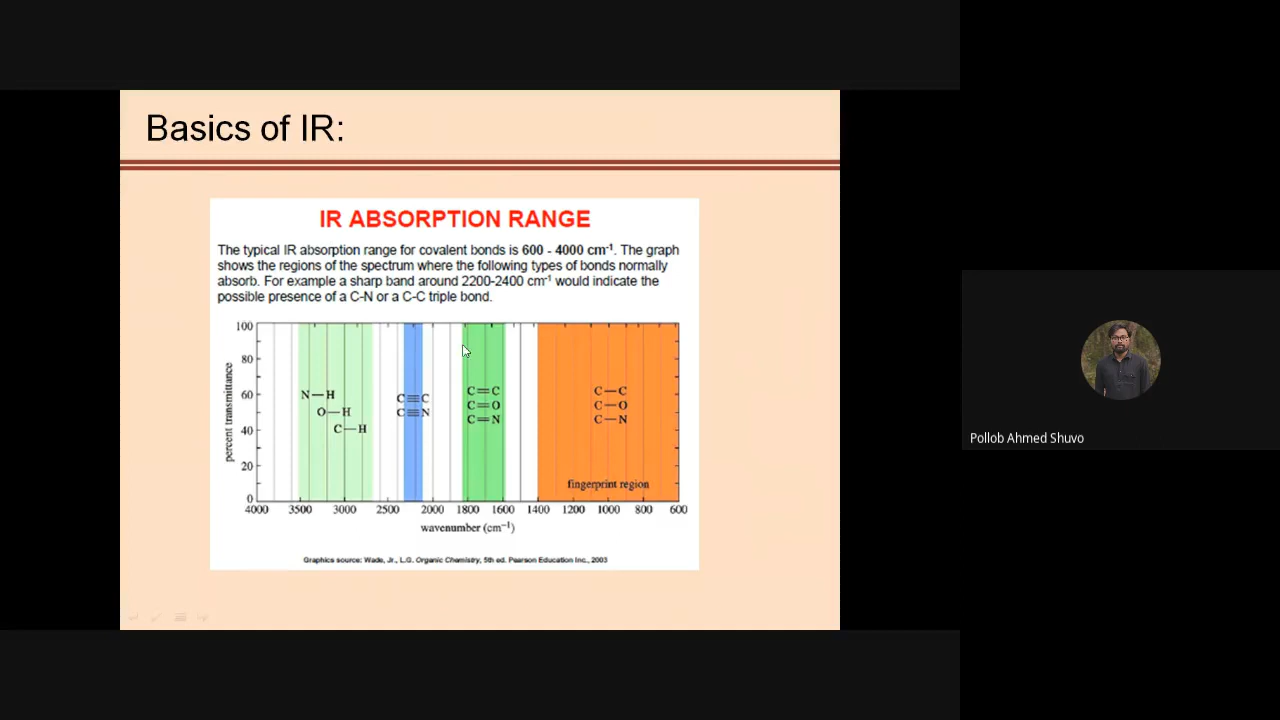 Basics of IR:
IR ABSORPTION RANGE
The typical IR absorption range for covalent bonds is 600 - 4000 cm⁻¹. The graph
shows the regions of the spectrum where the following types of bonds normally
absorb. For example a sharp band around 2200-2400 cm⁻¹ would indicate the
possible presence of a C-N or a C-C triple bond.
100
80
60
40
20
0
percent transmittance
N—H
O—H
C—H
C≡C
C≡N
C=C
C=O
C=N
C—C
C—O
C—N
fingerprint region
4000 3500 3000 2500 2000 1800 1600 1400 1200 1000 800 600
wavenumber (cm⁻¹)
Graphics source: Wade, Jr., L.G. Organic Chemistry, 5th ed. Pearson Education Inc., 2003
Pollob Ahmed Shuvo